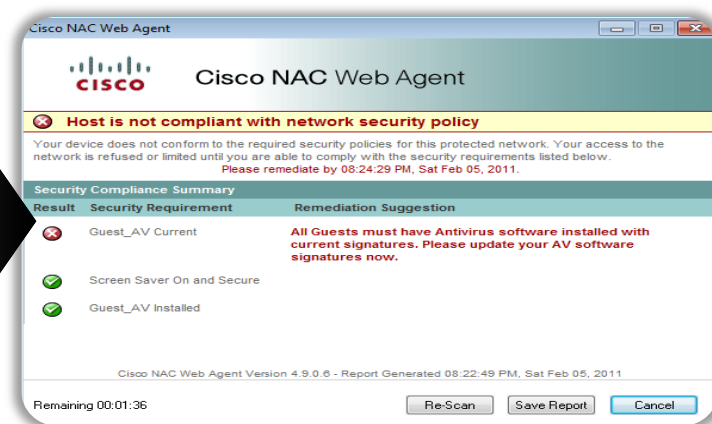 Cisco NAC Web Agent
CISCO
Cisco NAC Web Agent
Host is not compliant with network security policy
Your device does not conform to the required security policies for this protected network. Your access to the
network is refused or limited until you are able to comply with the security requirements listed below.
Please remediate by 08:24:29 PM, Sat Feb 05, 2011.
Security Compliance Summary
Result Security Requirement Remediation Suggestion
Guest_AV Current All Guests must have Antivirus software installed with
current signatures. Please update your AV software
signatures now.
Screen Saver On and Secure
Guest_AV Installed
Cisco NAC Web Agent Version 4.9.0.6 - Report Generated 08:22:49 PM, Sat Feb 05, 2011
Remaining 00:01:36 Re-Scan Save Report Cancel